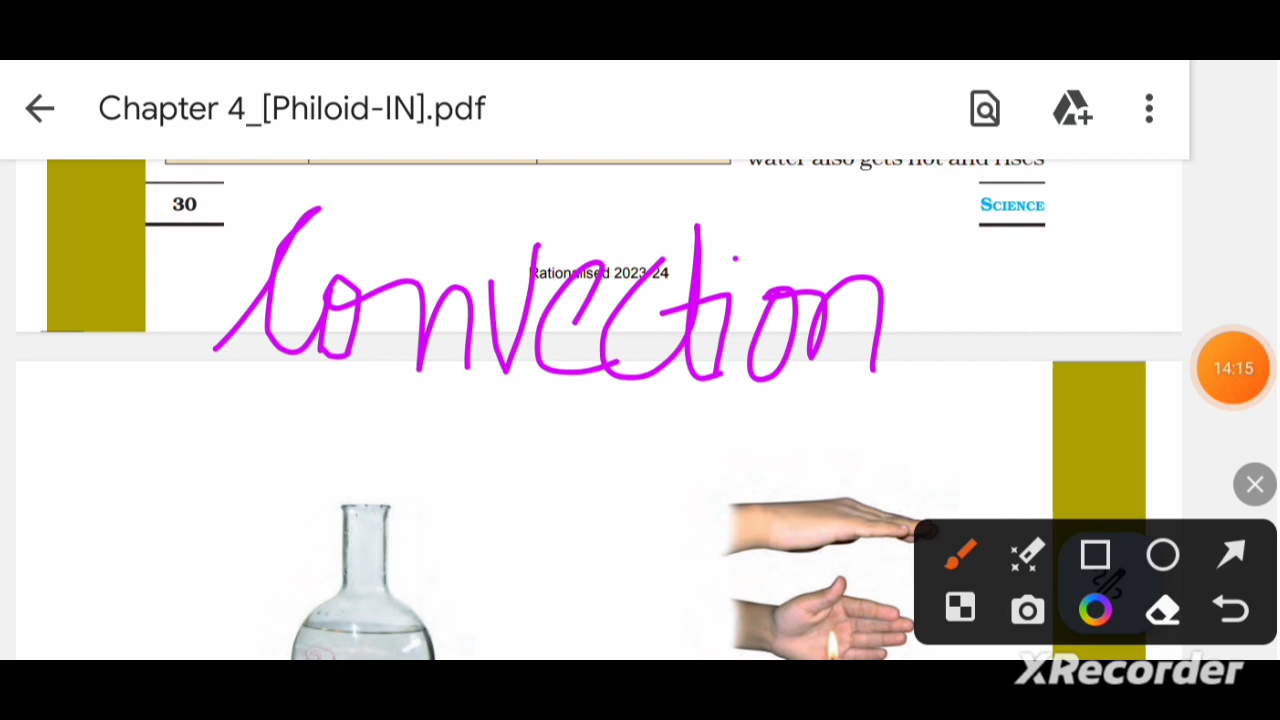 Chapter 4_[Philoid-IN].pdf
water also gets hot and rises
30
SCIENCE
Rationalised 2023-24
Convection
14:15
XRecorder